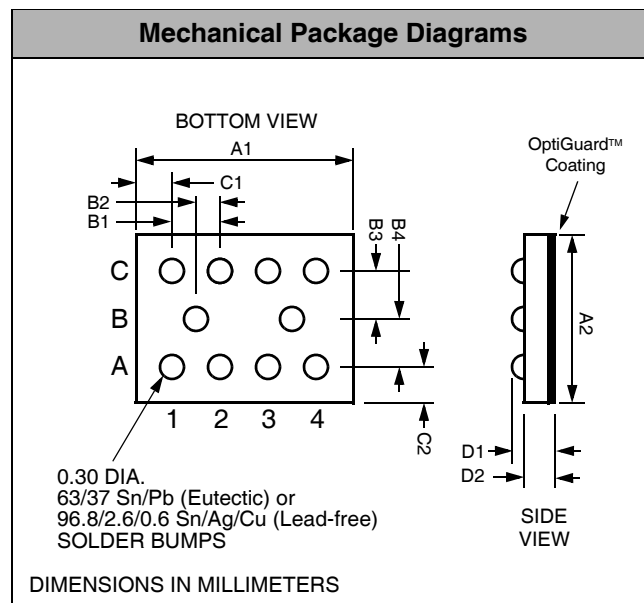 Mechanical Package Diagrams
BOTTOM VIEW
A1
OptiGuard™
Coating
C1
B2
B1
B3
B4
C
B
A
A2
1 2 3 4
C2
D1
D2
0.30 DIA.
63/37 Sn/Pb (Eutectic) or
96.8/2.6/0.6 Sn/Ag/Cu (Lead-free)
SOLDER BUMPS
SIDE
VIEW
DIMENSIONS IN MILLIMETERS